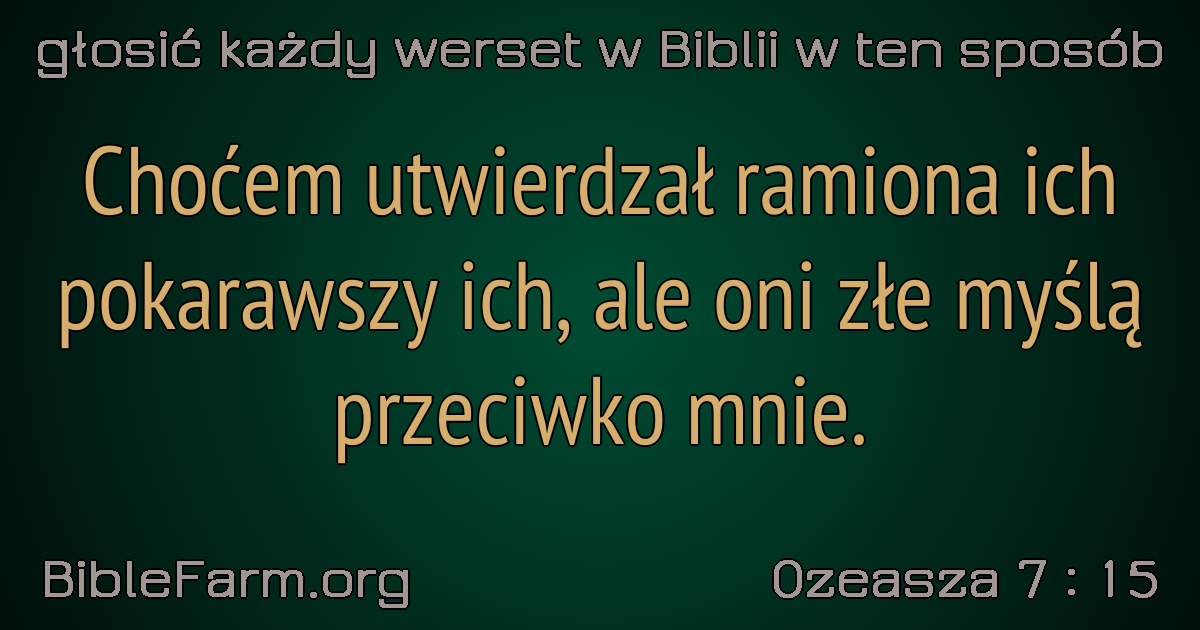 głosić każdy werset w Biblii w ten sposób
Choćem utwierdzał ramiona ich
pokarawszy ich, ale oni złe myślą
przeciwko mnie.
BibleFarm.org
Ozeasza 7 : 15